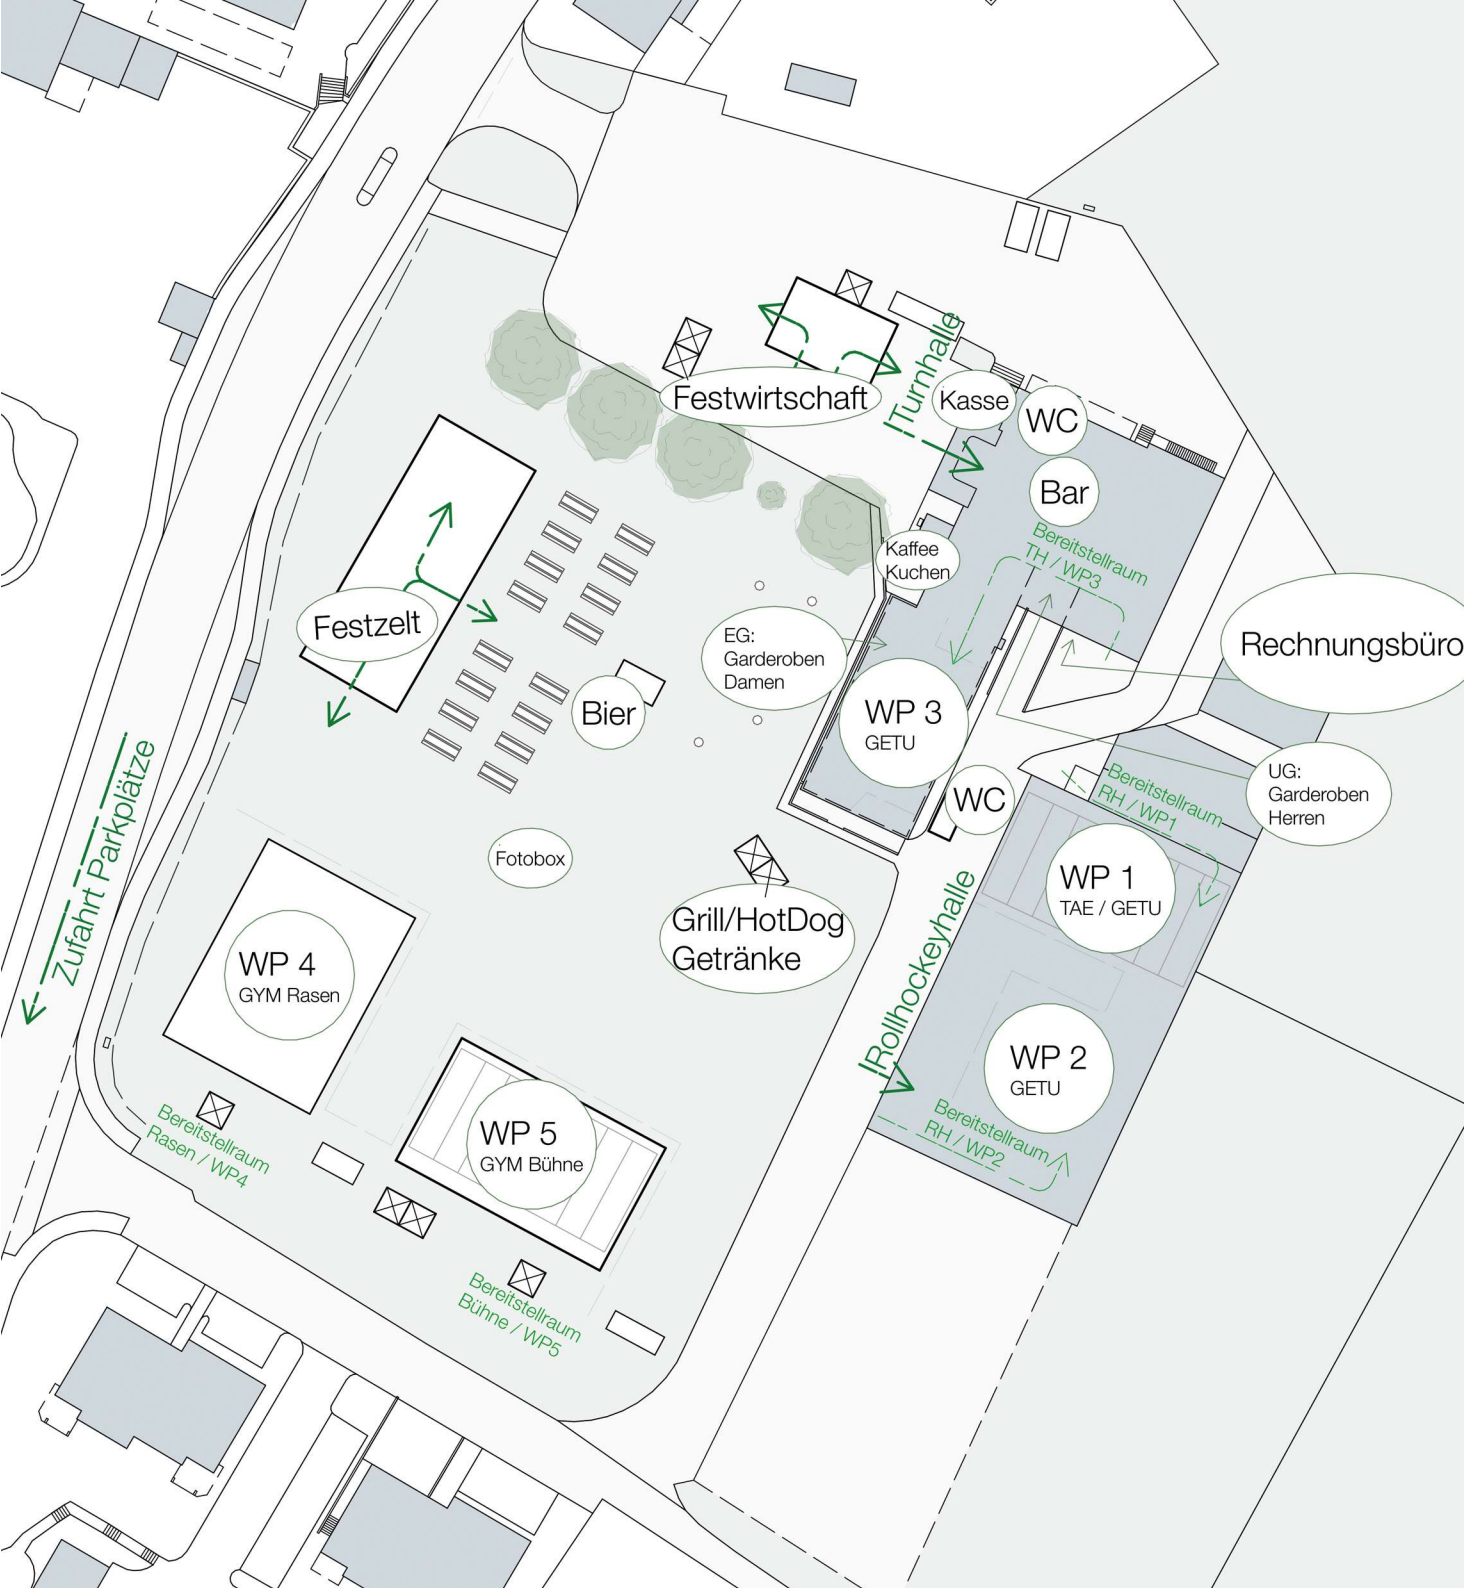 Turnhalle
Festwirtschaft
Kasse
WC
Bar
Bereitstellraum
TH / WP3
Kaffee
Kuchen
Festzelt
EG:
Garderoben
Damen
Rechnungsbüro
Bier
WP 3
GETU
WC
UG:
Garderoben
Herren
Bereitstellraum
RH / WP1
Zufahrt Parkplätze
Fotobox
WP 1
TAE / GETU
Grill/HotDog
Getränke
Rollhockeyhalle
WP 4
GYM Rasen
WP 2
GETU
Bereitstellraum
RH / WP2
Bereitstellraum
Rasen / WP4
WP 5
GYM Bühne
Bereitstellraum
Bühne / WP5